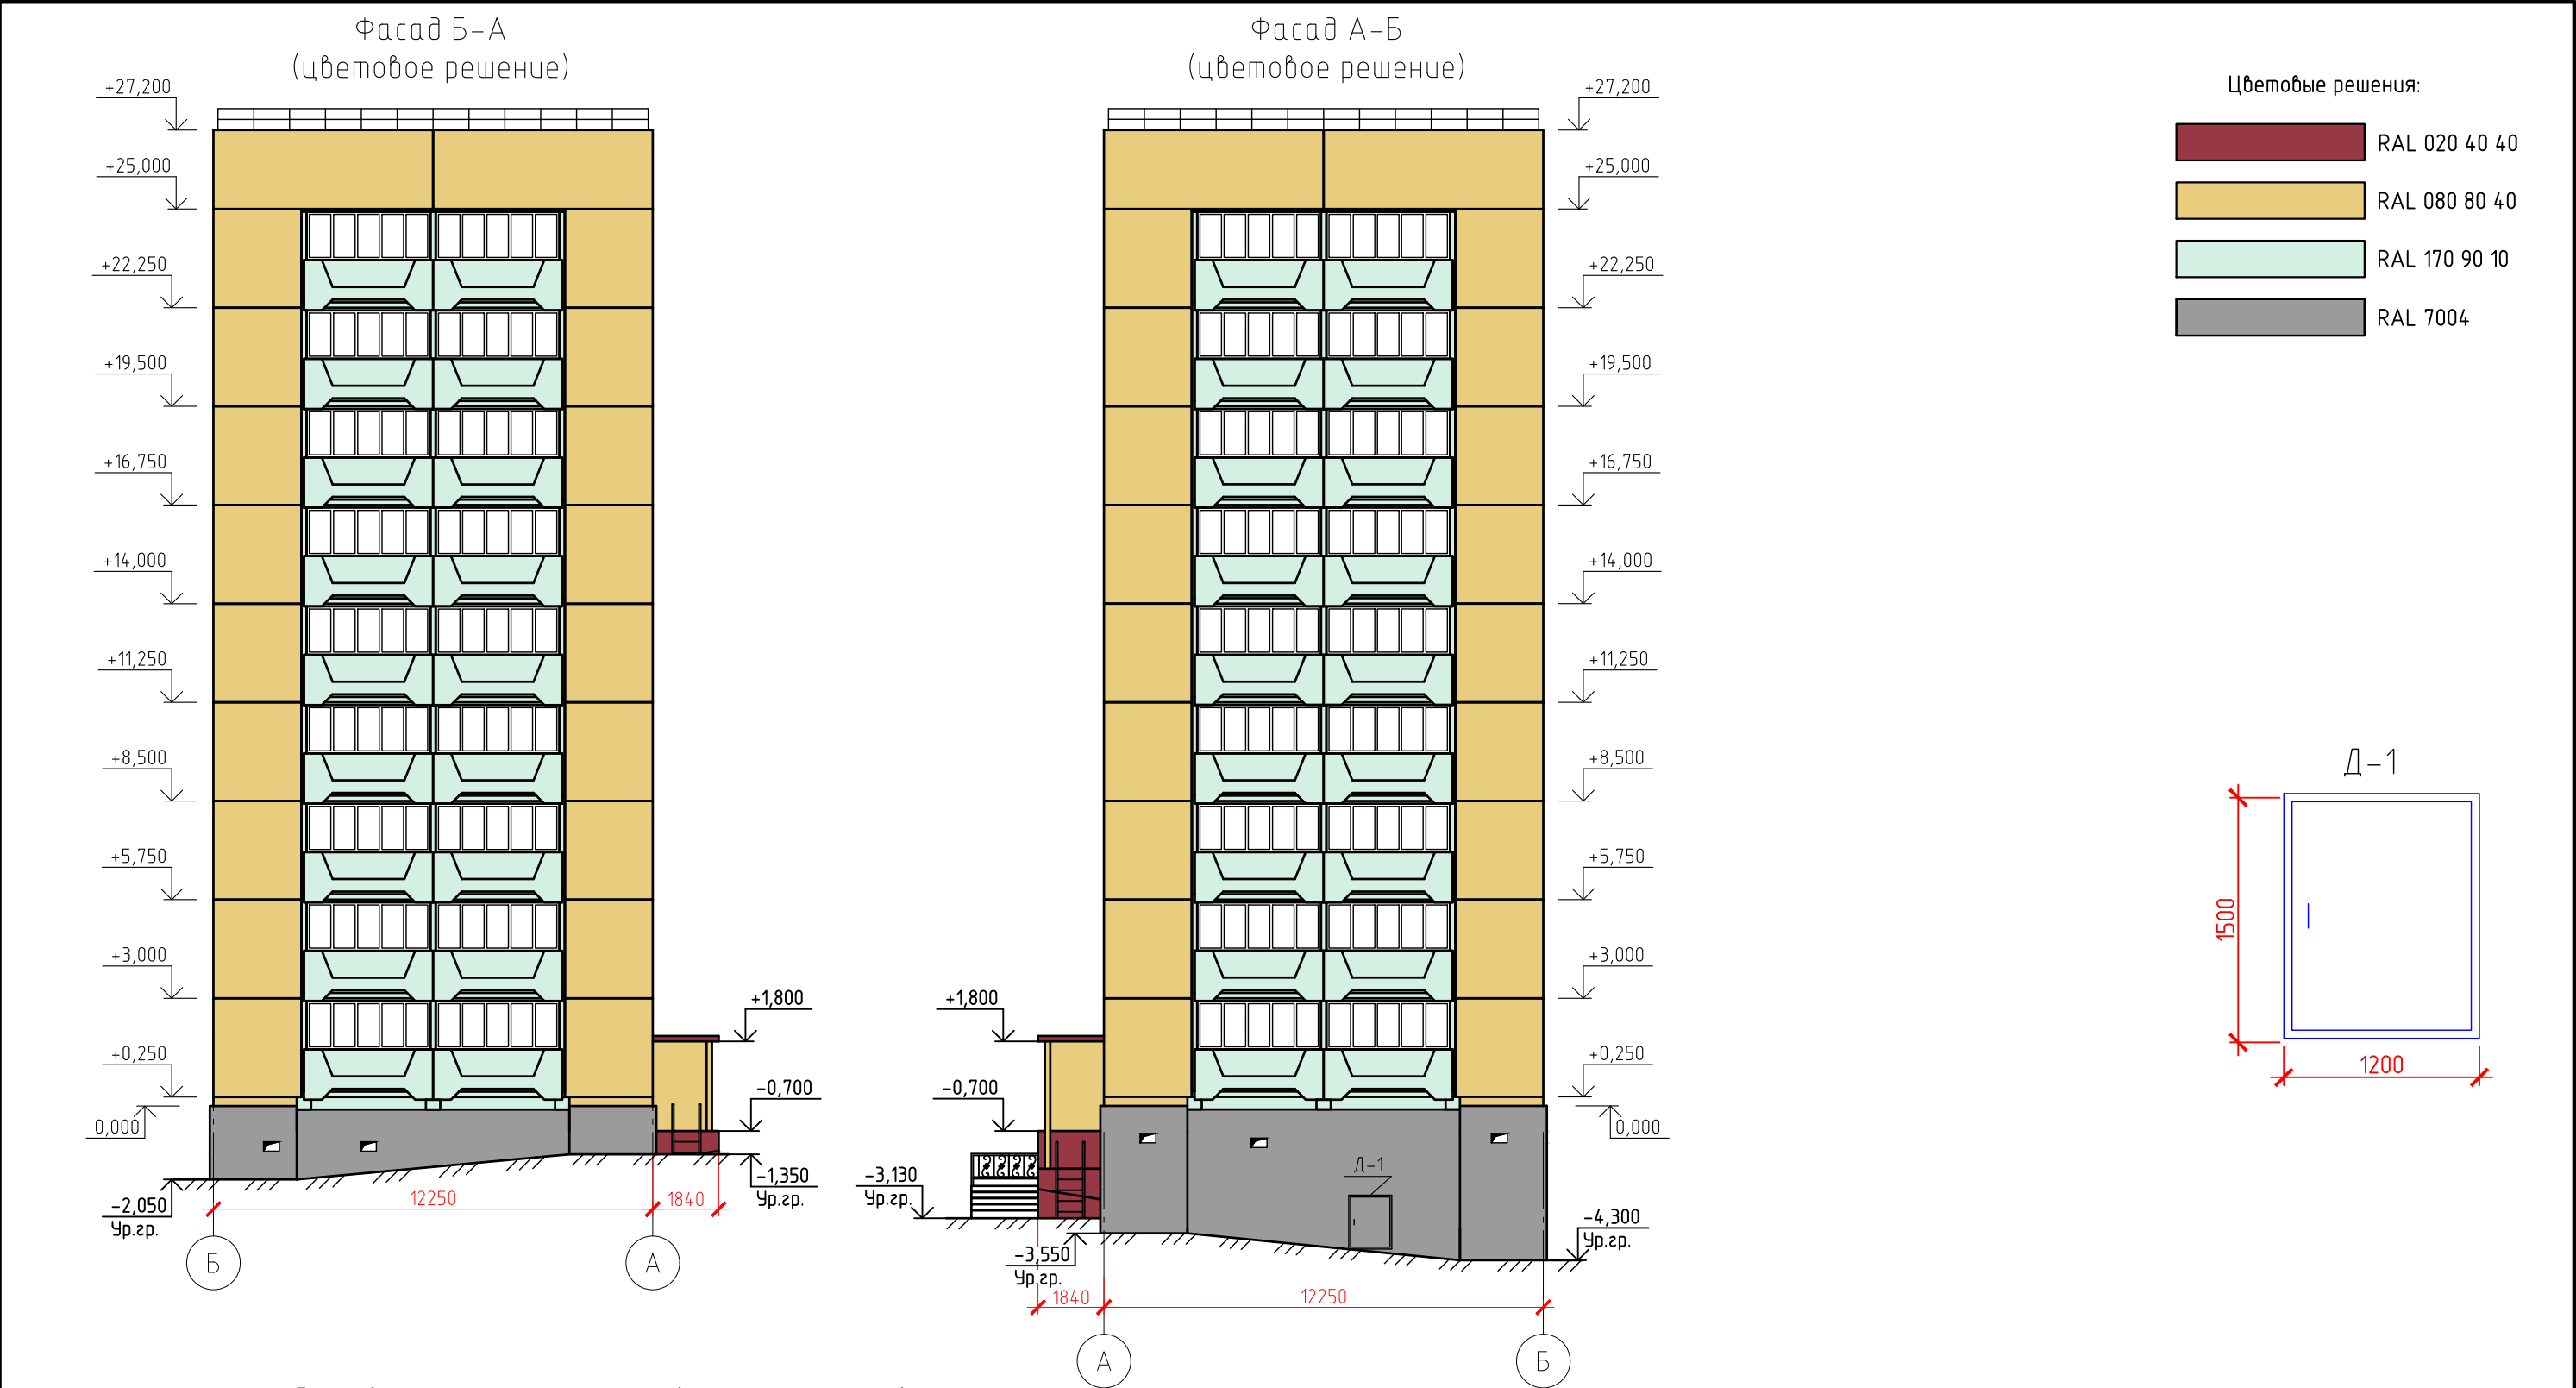 Фасад Б-А
(цветовое решение)
+27,200
+25,000
+22,250
+19,500
+16,750
+14,000
+11,250
+8,500
+5,750
+3,000
+0,250
0,000
-2,050
Ур.гр.
+1,800
-0,700
-1,350
Ур.гр.
12250
1840
Б
А
Фасад А-Б
(цветовое решение)
+27,200
+25,000
+22,250
+19,500
+16,750
+14,000
+11,250
+8,500
+5,750
+3,000
+0,250
0,000
-4,300
Ур.гр.
+1,800
-0,700
-3,130
Ур.гр.
-3,550
Ур.гр.
Д-1
1840
12250
А
Б
Цветовые решения:
RAL 020 40 40
RAL 080 80 40
RAL 170 90 10
RAL 7004
Д-1
1500
1200